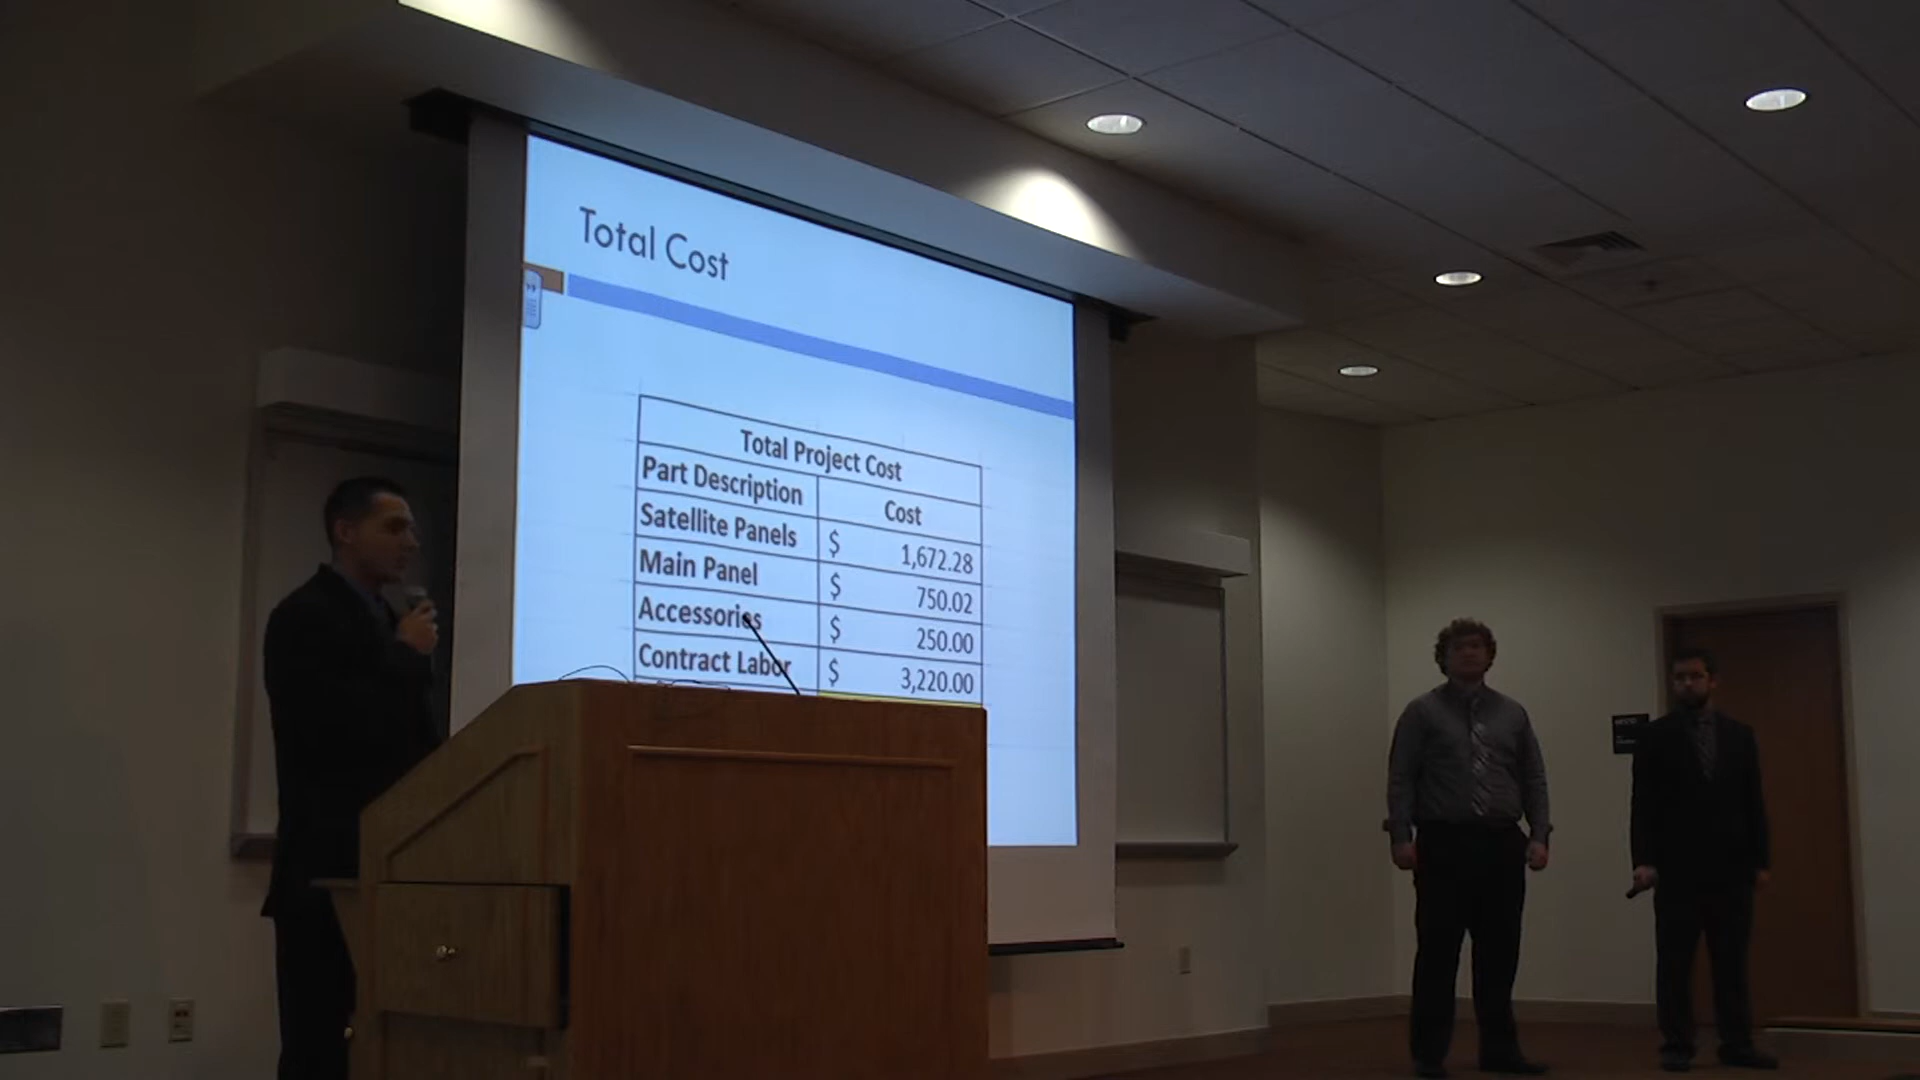 Total Cost
Total Project Cost
Part Description Cost
Satellite Panels $ 1,672.28
Main Panel $ 750.02
Accessories $ 250.00
Contract Labor $ 3,220.00